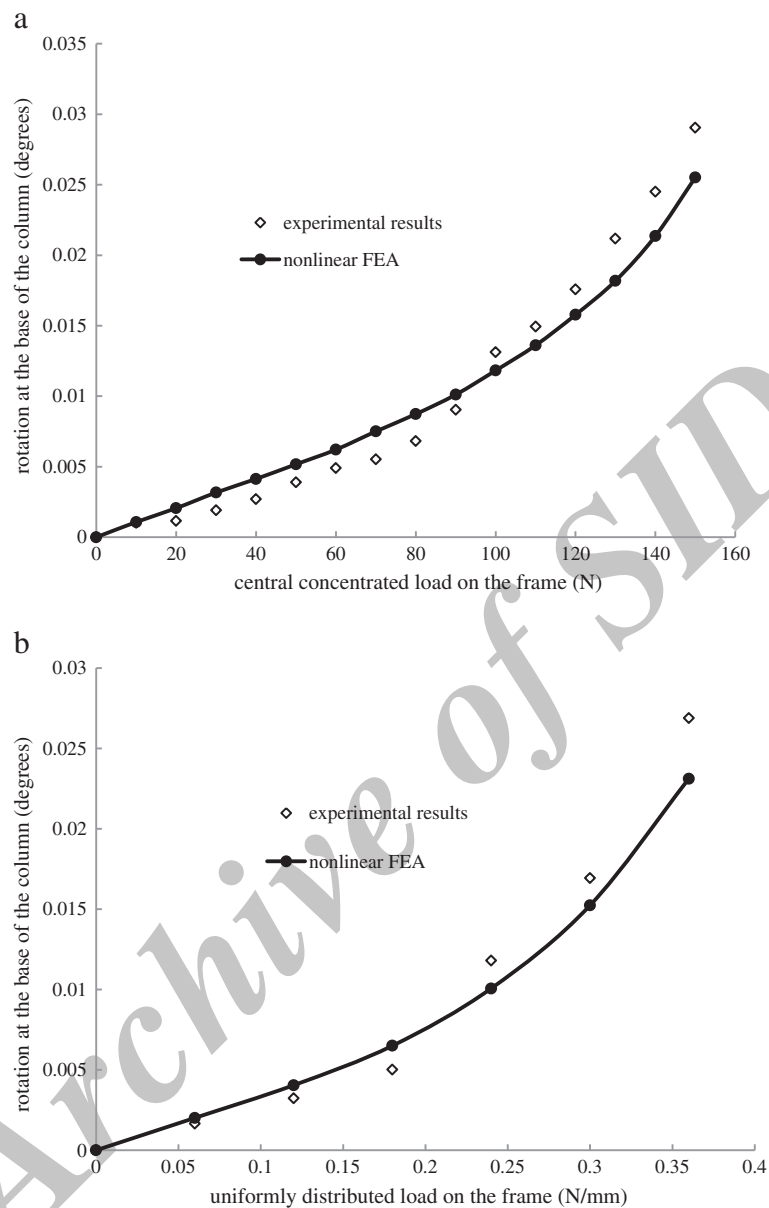 a
0.035
0.03
0.025
0.02
0.015
0.01
0.005
0
rotation at the base of the column (degrees)
experimental results
nonlinear FEA
0 20 40 60 80 100 120 140 160
central concentrated load on the frame (N)
b
0.03
0.025
0.02
0.015
0.01
0.005
0
rotation at the base of the column (degrees)
experimental results
nonlinear FEA
0 0.05 0.1 0.15 0.2 0.25 0.3 0.35 0.4
uniformly distributed load on the frame (N/mm)
Archive of SID